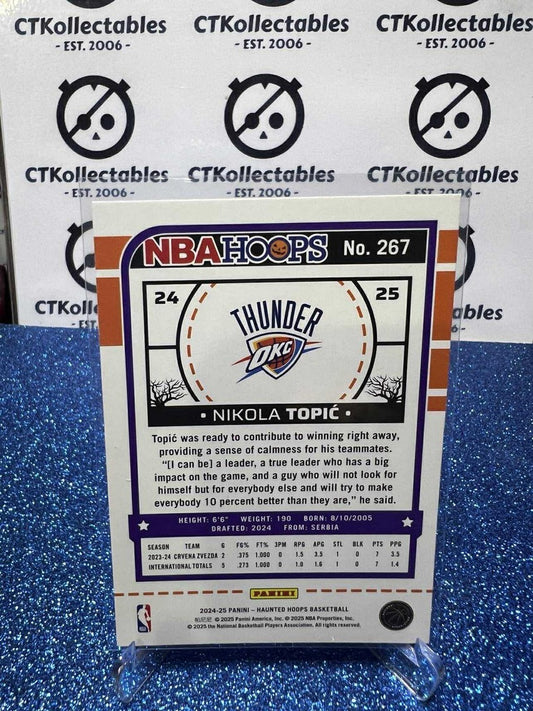 CTKollectables CTKollectables CTKollectables
- EST. 2006 - - EST. 2006 - - EST. 2006 -
CTKollectables CTKollectables CTKollectables
- EST. 2006 - - EST. 2006 - - EST. 2006 -
NBA HOOPS No. 267
24 25
THUNDER
OKC
• NIKOLA TOPIĆ •
Topić was ready to contribute to winning right away,
providing a sense of calmness for his teammates.
“[I can be] a leader, a true leader who has a big
impact on the game, and a guy who will not look for
himself but for everybody else and will try to make
everybody 10 percent better than they are,” he said.
HEIGHT: 6'6" WEIGHT: 190 BORN: 8/10/2005
DRAFTED: 2024 FROM: SERBIA
SEASON TEAM G FG% FT% 3PM RPG APG STL BLK PTS PPG
2023-24 CRVENA ZVEZDA 2 .375 1.000 0 1.5 3.5 1 0 7 3.5
INTERNATIONAL TOTALS 5 .273 1.000 0 1.0 1.6 1 0 7 1.4
PANINI
2024-25 PANINI – HAUNTED HOOPS BASKETBALL
© 2025 Panini America, Inc. © 2025 NBA Properties, Inc.
© 2025 the National Basketball Players Association. All rights reserved.